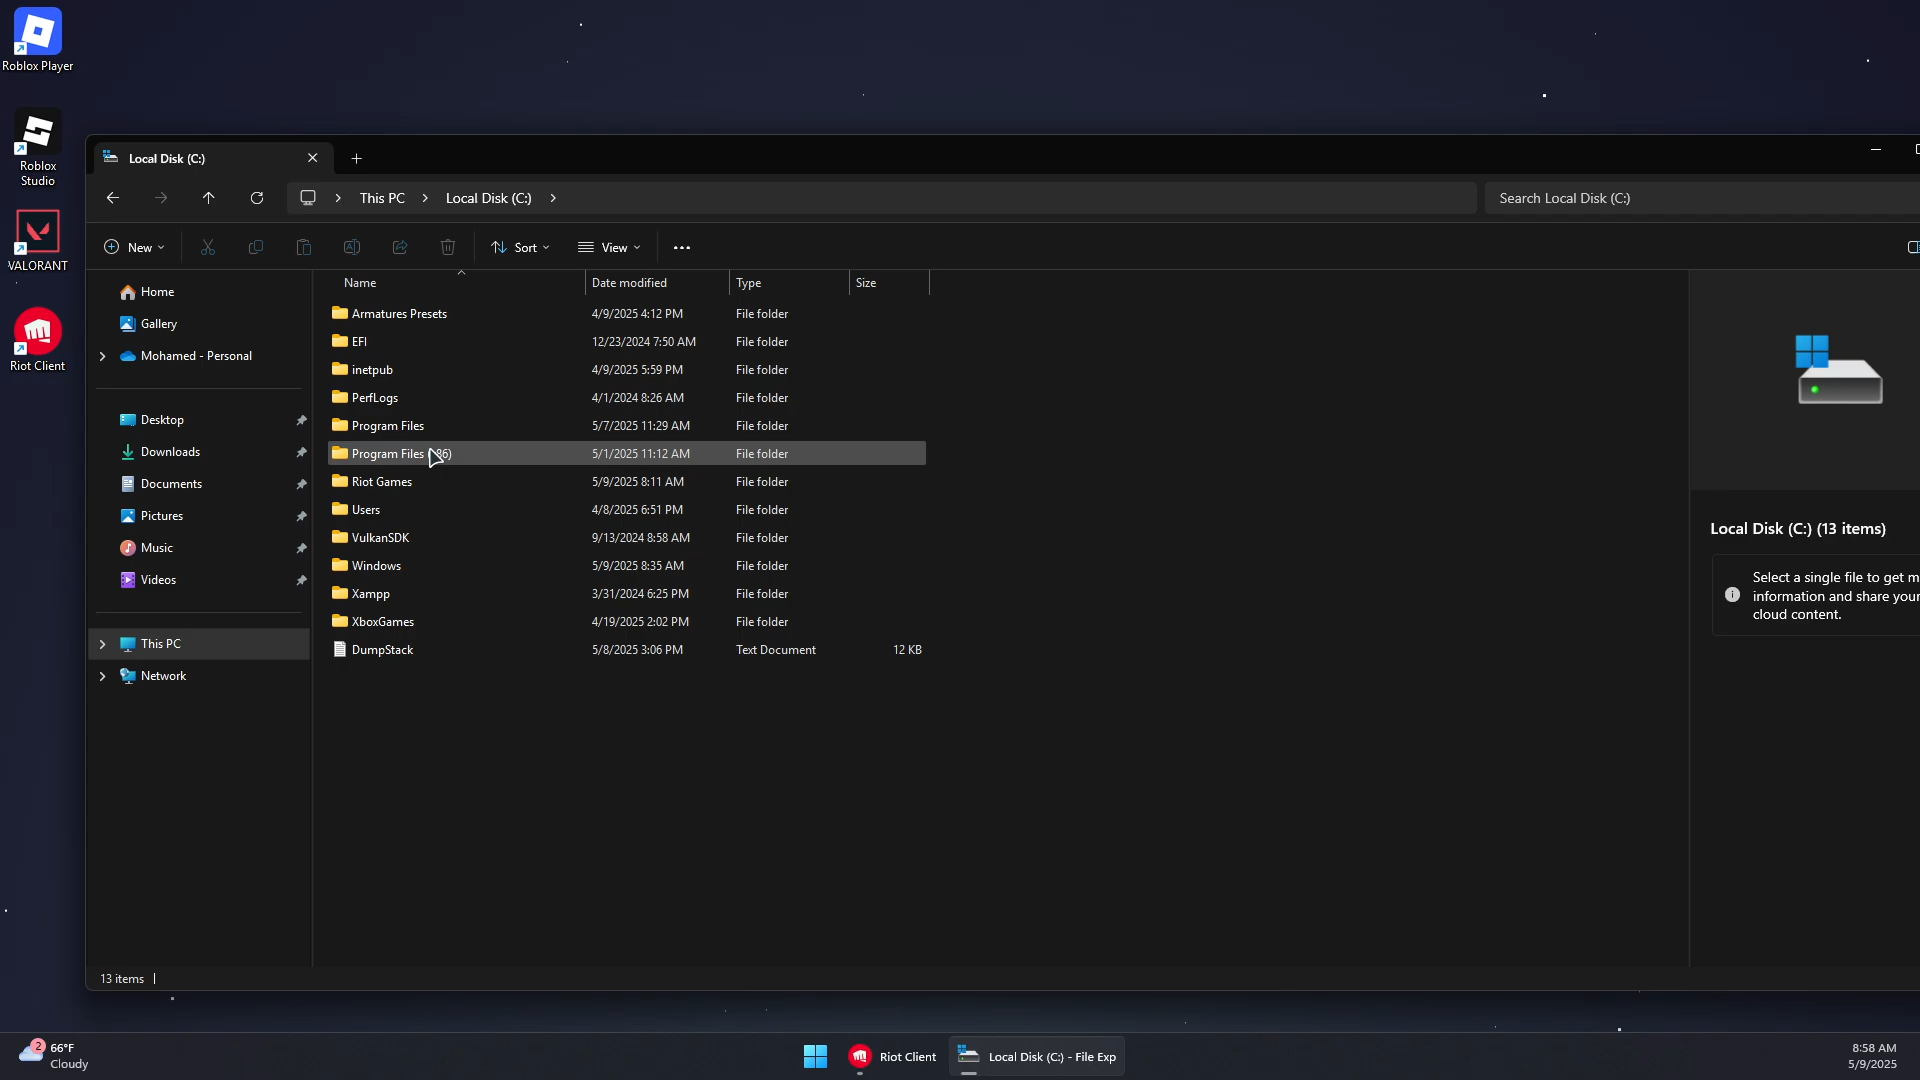 Roblox Player
Roblox
Studio
VALORANT
Riot Client
Local Disk (C:)
This PC
Local Disk (C:)
Search Local Disk (C:)
New
Sort
View
Home
Gallery
Mohamed - Personal
Desktop
Downloads
Documents
Pictures
Music
Videos
This PC
Network
Name Date modified Type Size
Armatures Presets 4/9/2025 4:12 PM File folder
EFI 12/23/2024 7:50 AM File folder
inetpub 4/9/2025 5:59 PM File folder
PerfLogs 4/1/2024 8:26 AM File folder
Program Files 5/7/2025 11:29 AM File folder
Program Files (x86) 5/1/2025 11:12 AM File folder
Riot Games 5/9/2025 8:11 AM File folder
Users 4/8/2025 6:51 PM File folder
VulkanSDK 9/13/2024 8:58 AM File folder
Windows 5/9/2025 8:35 AM File folder
Xampp 3/31/2024 6:25 PM File folder
XboxGames 4/19/2025 2:02 PM File folder
DumpStack 5/8/2025 3:06 PM Text Document 12 KB
Local Disk (C:) (13 items)
Select a single file to get m
information and share your
cloud content.
13 items
2
66°F
Cloudy
Riot Client
Local Disk (C:) - File Exp
8:58 AM
5/9/2025